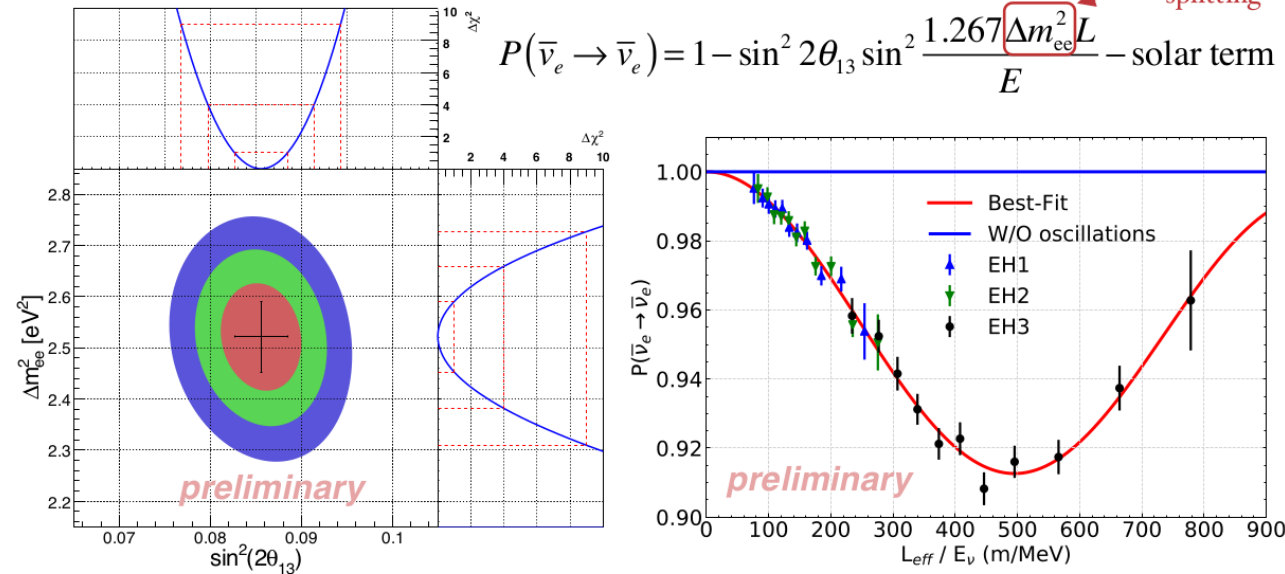 splitting
P(ν̅ₑ → ν̅ₑ) = 1 − sin² 2θ₁₃ sin² 1.267Δm²ₑₑL / E − solar term
10
8
6
4
2
Δχ²
Δχ²
2 4 6 8 10
2.8
2.7
2.6
2.5
2.4
2.3
2.2
Δm²ₑₑ [eV²]
preliminary
0.07 0.08 0.09 0.1
sin²(2θ₁₃)
1.00
0.98
0.96
0.94
0.92
0.90
P(ν̅ₑ → ν̅ₑ)
Best-Fit
W/O oscillations
EH1
EH2
EH3
preliminary
0 100 200 300 400 500 600 700 800 900
L_eff / E_ν (m/MeV)